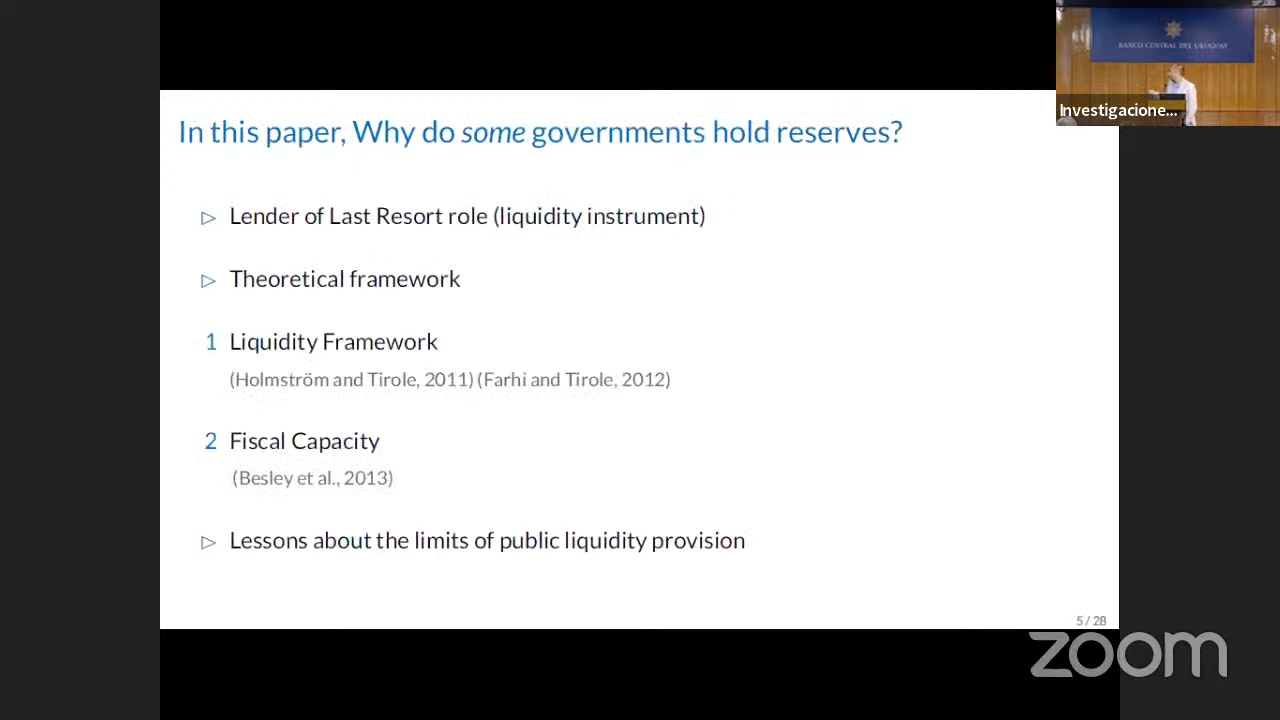 BANCO CENTRAL DEL URUGUAY
Investigacione...
In this paper, Why do some governments hold reserves?
▷ Lender of Last Resort role (liquidity instrument)
▷ Theoretical framework
1 Liquidity Framework
(Holmström and Tirole, 2011) (Farhi and Tirole, 2012)
2 Fiscal Capacity
(Besley et al., 2013)
▷ Lessons about the limits of public liquidity provision
5 / 28
zoom